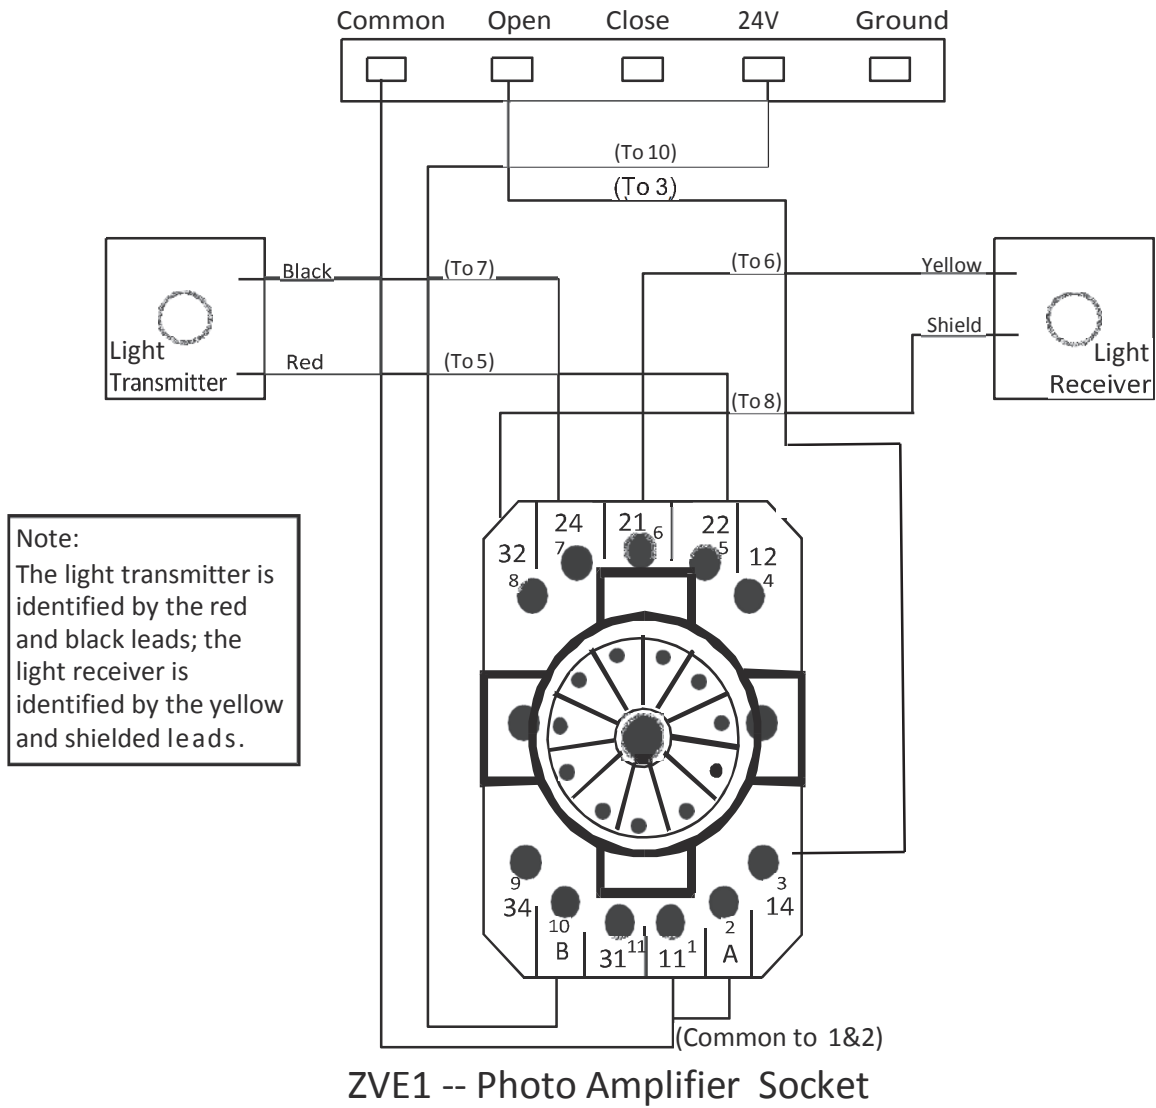 Common Open Close 24V Ground
(To 10)
(To 3)
Black (To 7) (To 6) Yellow
Shield
Light
Transmitter
Red (To 5)
Light
Receiver
(To 8)
Note:
The light transmitter is
identified by the red
and black leads; the
light receiver is
identified by the yellow
and shielded leads.
32 24 21 22 12
8 7 6 5 4
9 10 11 1 2 3
34 B 31 11 A 14
(Common to 1&2)
ZVE1 -- Photo Amplifier Socket